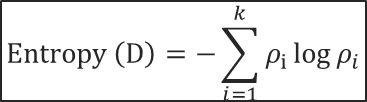 Entropy (D) = −∑_{i=1}^{k} ρ_i log ρ_i